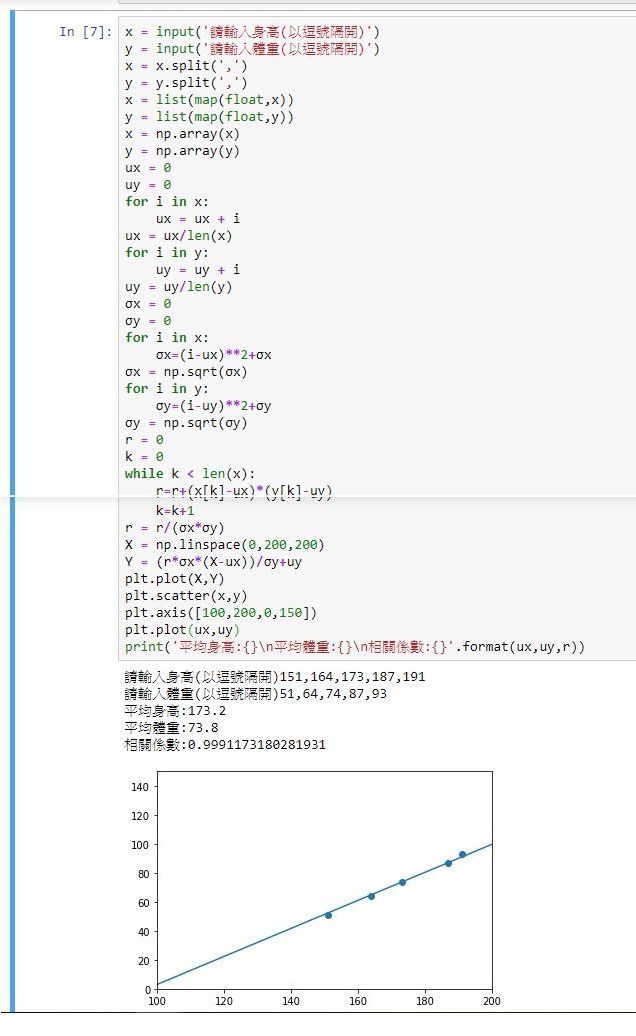 In [7]: x = input('請輸入身高(以逗號隔開)')
y = input('請輸入體重(以逗號隔開)')
x = x.split(',')
y = y.split(',')
x = list(map(float,x))
y = list(map(float,y))
x = np.array(x)
y = np.array(y)
ux = 0
uy = 0
for i in x:
    ux = ux + i
ux = ux/len(x)
for i in y:
    uy = uy + i
uy = uy/len(y)
σx = 0
σy = 0
for i in x:
    σx=(i-ux)**2+σx
σx = np.sqrt(σx)
for i in y:
    σy=(i-uy)**2+σy
σy = np.sqrt(σy)
r = 0
k = 0
while k < len(x):
    r=r+(x[k]-ux)*(y[k]-uy)
    k=k+1
r = r/(σx*σy)
X = np.linspace(0,200,200)
Y = (r*σx*(X-ux))/σy+uy
plt.plot(X,Y)
plt.scatter(x,y)
plt.axis([100,200,0,150])
plt.plot(ux,uy)
print('平均身高:{}\n平均體重:{}\n相關係數:{}'.format(ux,uy,r))
請輸入身高(以逗號隔開)151,164,173,187,191
請輸入體重(以逗號隔開)51,64,74,87,93
平均身高:173.2
平均體重:73.8
相關係數:0.9991173180281931
140
120
100
80
60
40
20
0
100 120 140 160 180 200